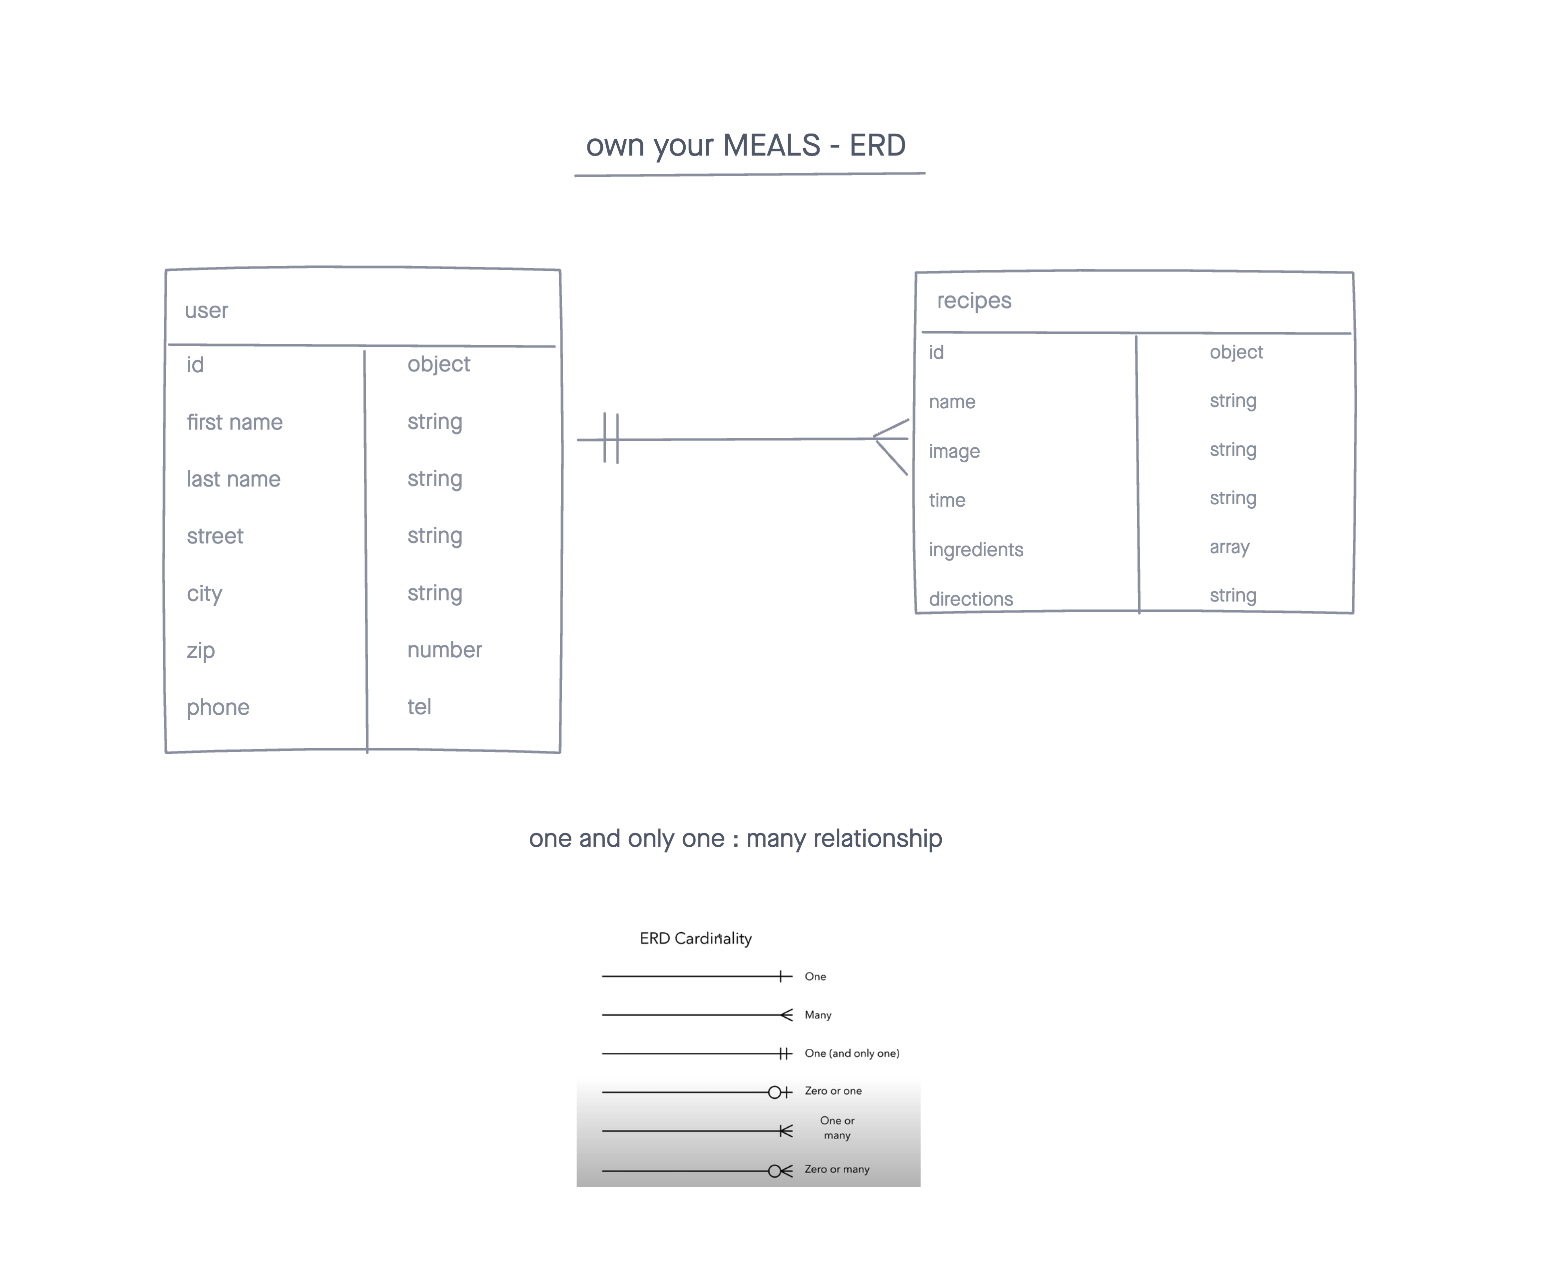 own your MEALS - ERD
user
id object
first name string
last name string
street string
city string
zip number
phone tel
recipes
id object
name string
image string
time string
ingredients array
directions string
one and only one : many relationship
ERD Cardinality
One
Many
One (and only one)
Zero or one
One or
many
Zero or many